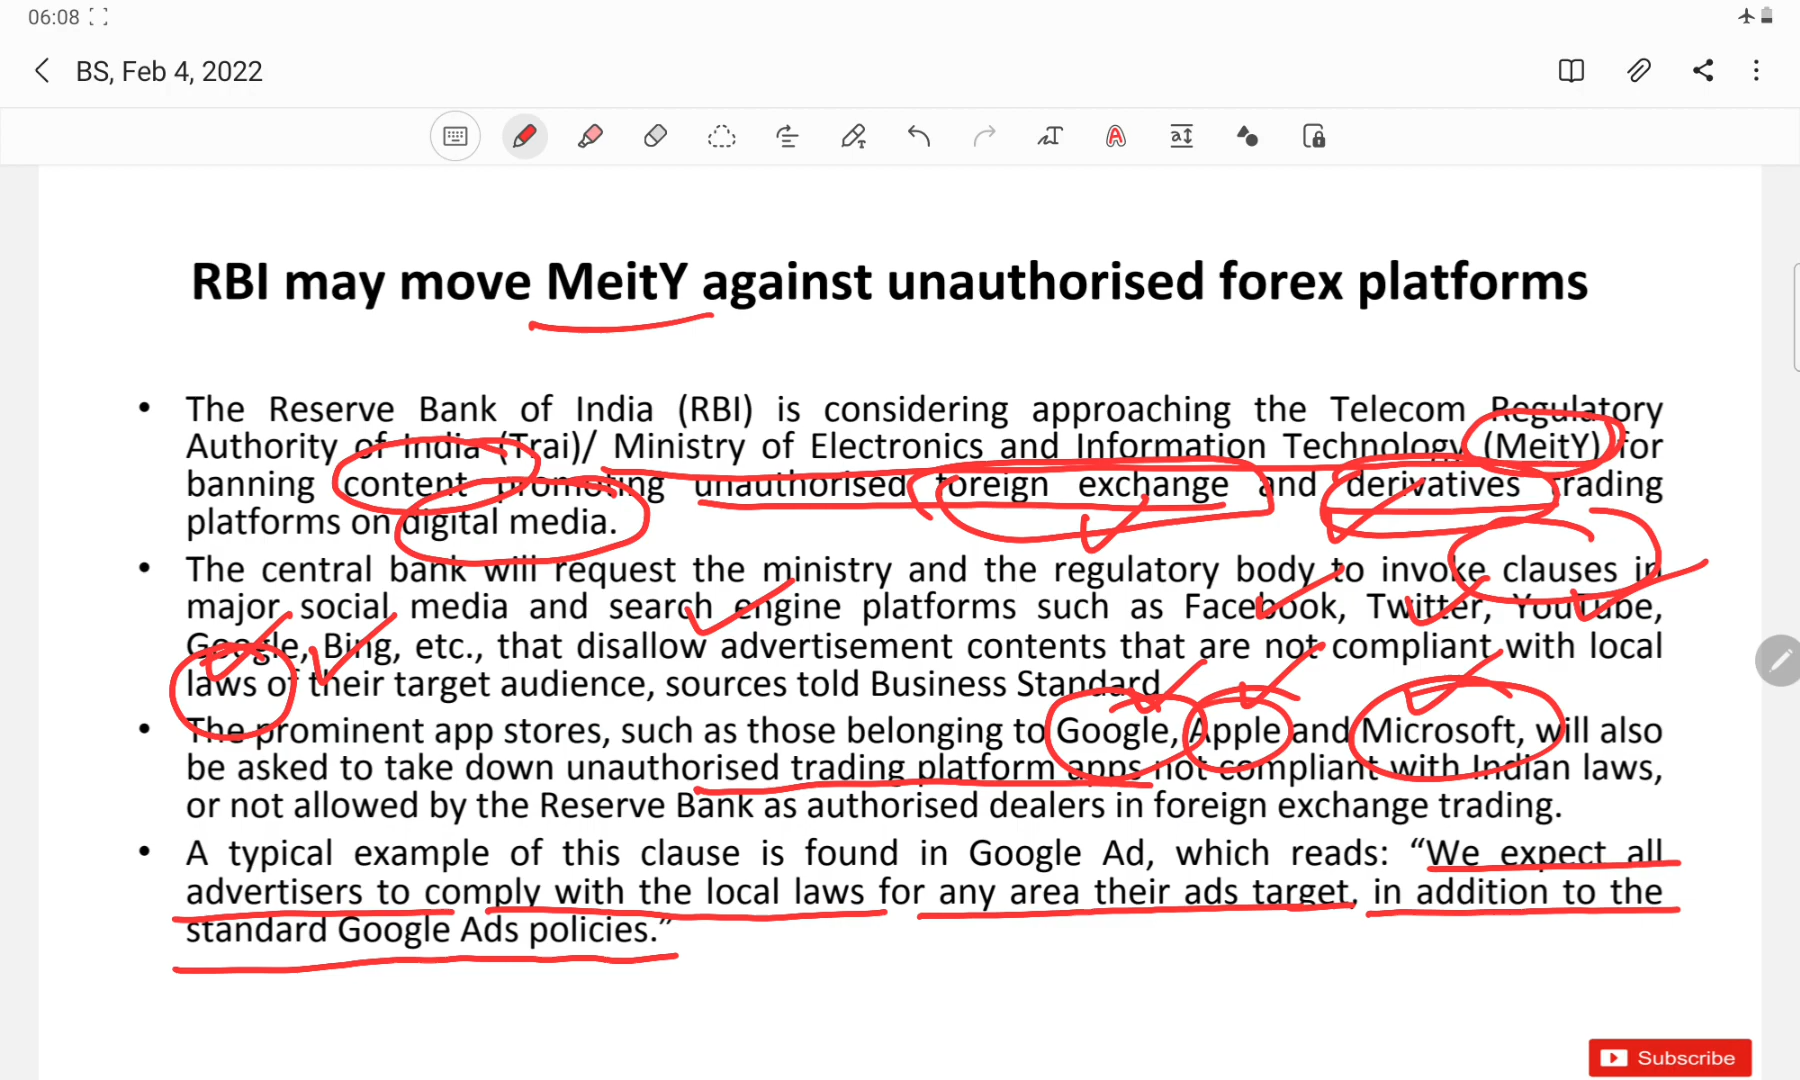 06:08
BS, Feb 4, 2022
RBI may move MeitY against unauthorised forex platforms
• The Reserve Bank of India (RBI) is considering approaching the Telecom Regulatory
Authority of India (Trai)/ Ministry of Electronics and Information Technology (MeitY) for
banning content promoting unauthorised foreign exchange and derivatives trading
platforms on digital media.
• The central bank will request the ministry and the regulatory body to invoke clauses in
major social media and search engine platforms such as Facebook, Twitter, YouTube,
Google, Bing, etc., that disallow advertisement contents that are not compliant with local
laws of their target audience, sources told Business Standard
• The prominent app stores, such as those belonging to Google, Apple and Microsoft, will also
be asked to take down unauthorised trading platform apps not compliant with Indian laws,
or not allowed by the Reserve Bank as authorised dealers in foreign exchange trading.
• A typical example of this clause is found in Google Ad, which reads: “We expect all
advertisers to comply with the local laws for any area their ads target, in addition to the
standard Google Ads policies.”
Subscribe